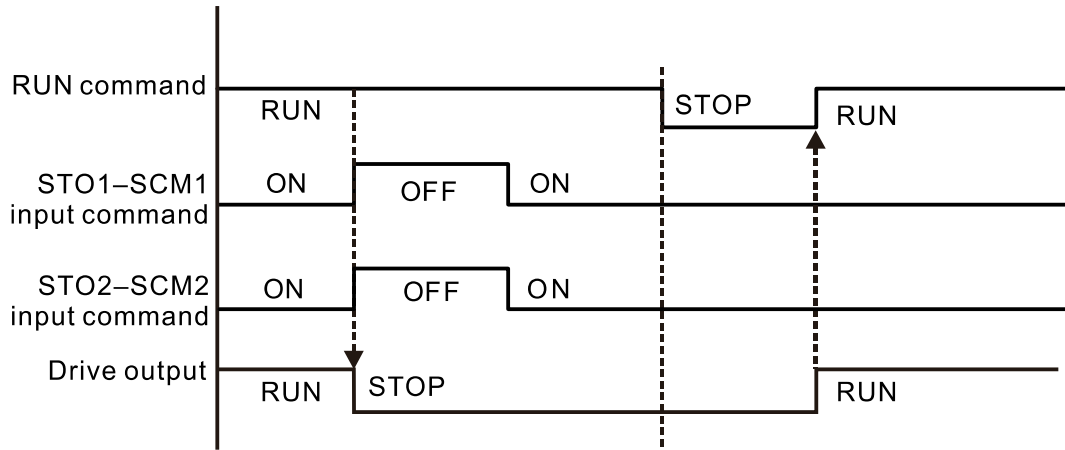 RUN command
RUN
STOP
RUN
STO1–SCM1
input command
ON
OFF
ON
STO2–SCM2
input command
ON
OFF
ON
Drive output
RUN
STOP
RUN